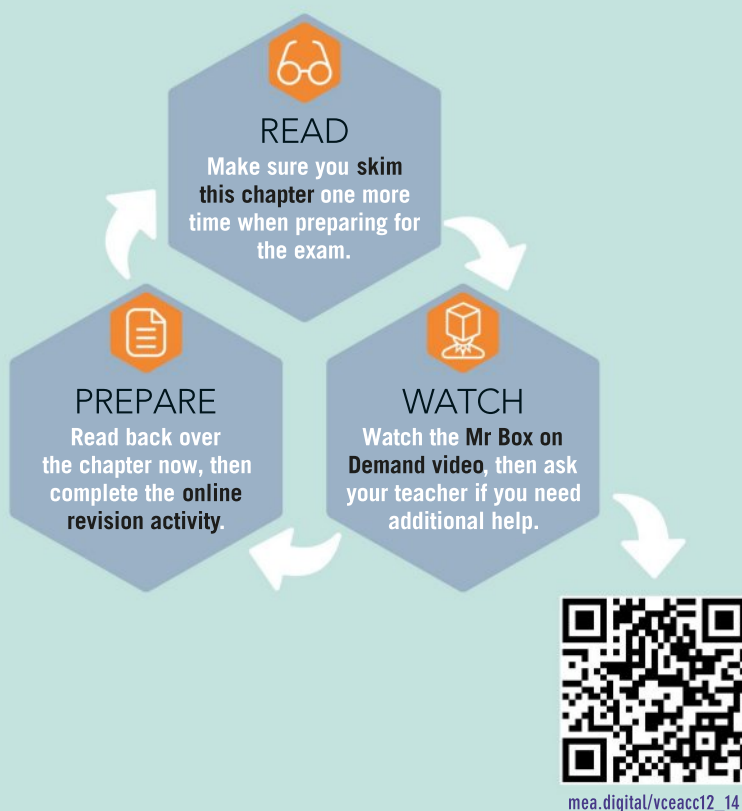 READ
Make sure you skim
this chapter one more
time when preparing for
the exam.
PREPARE
Read back over
the chapter now, then
complete the online
revision activity.
WATCH
Watch the Mr Box on
Demand video, then ask
your teacher if you need
additional help.
mea.digital/vceacc12_14